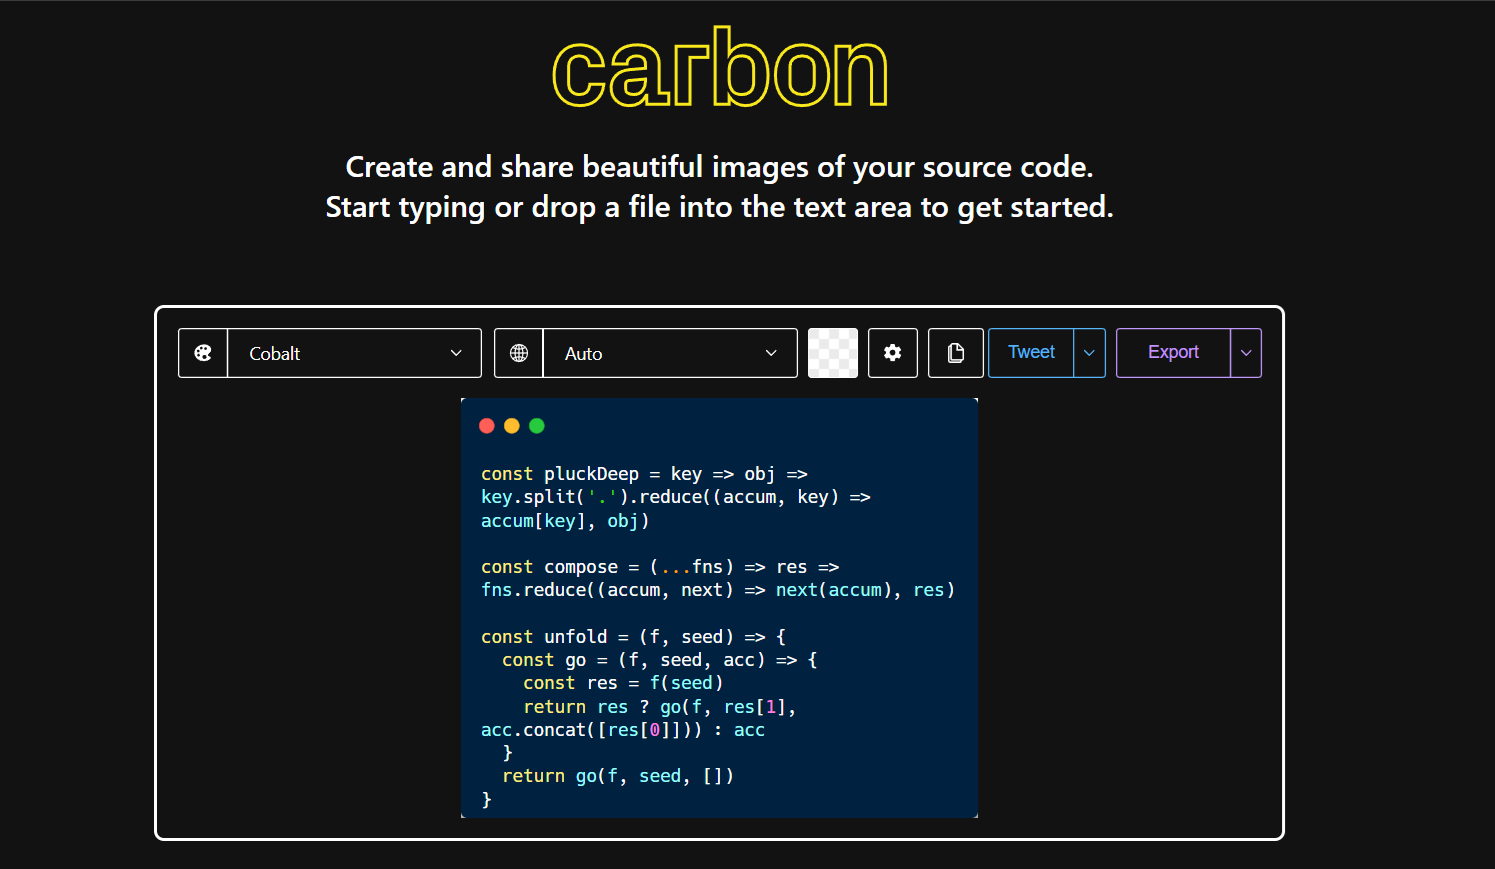 carbon
Create and share beautiful images of your source code.
Start typing or drop a file into the text area to get started.
Cobalt
Auto
Tweet
Export
const pluckDeep = key => obj =>
key.split('.').reduce((accum, key) =>
accum[key], obj)
const compose = (...fns) => res =>
fns.reduce((accum, next) => next(accum), res)
const unfold = (f, seed) => {
  const go = (f, seed, acc) => {
    const res = f(seed)
    return res ? go(f, res[1],
acc.concat([res[0]])) : acc
  }
  return go(f, seed, [])
}